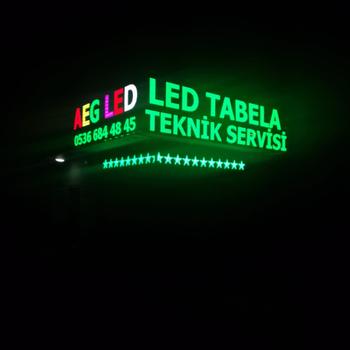 AEG LED
0536 684 48 45
LED TABELA
TEKNİK SERVİSİ